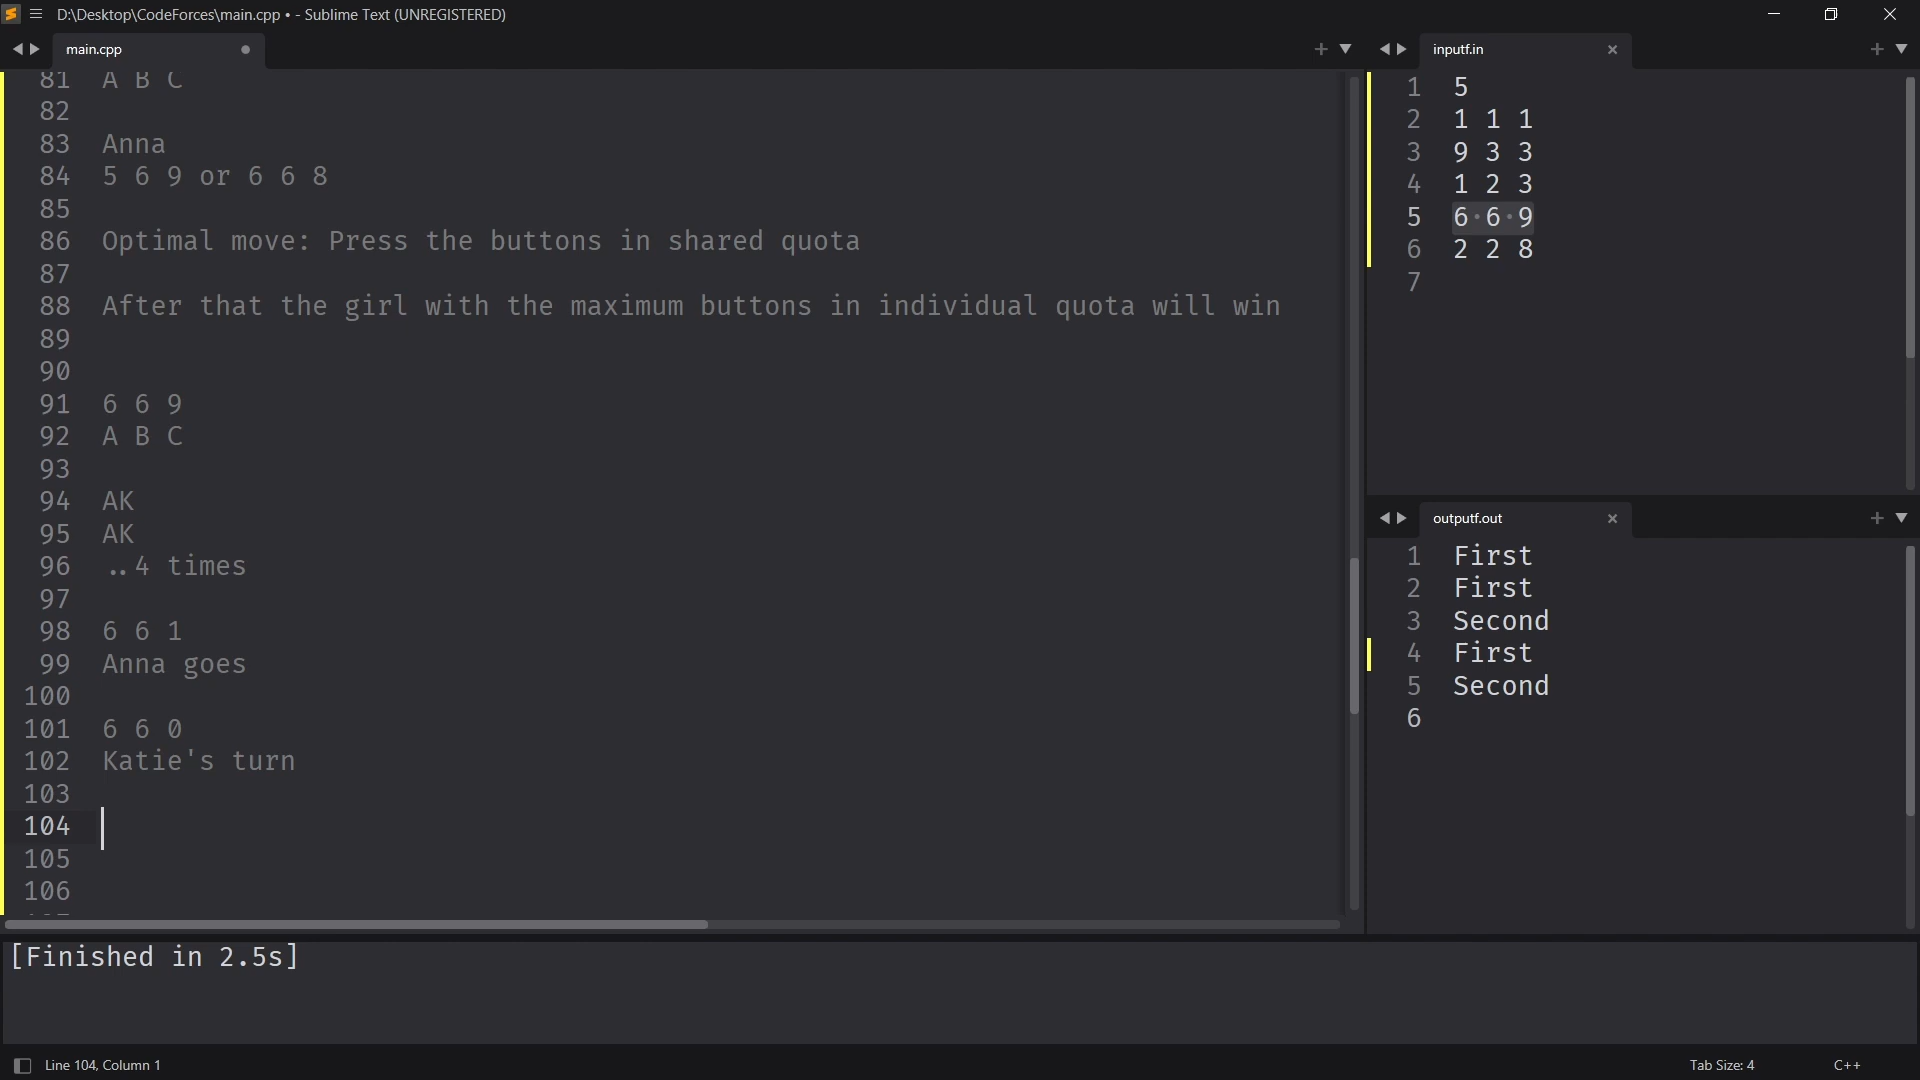 D:\Desktop\CodeForces\main.cpp • - Sublime Text (UNREGISTERED)
main.cpp
81 A B C
82
83 Anna
84 5 6 9 or 6 6 8
85
86 Optimal move: Press the buttons in shared quota
87
88 After that the girl with the maximum buttons in individual quota will win
89
90
91 6 6 9
92 A B C
93
94 AK
95 AK
96 ..4 times
97
98 6 6 1
99 Anna goes
100
101 6 6 0
102 Katie's turn
103
104
105
106
inputf.in
1 5
2 1 1 1
3 9 3 3
4 1 2 3
5 6·6·9
6 2 2 8
7
outputf.out
1 First
2 First
3 Second
4 First
5 Second
6
[Finished in 2.5s]
Line 104, Column 1
Tab Size: 4
C++